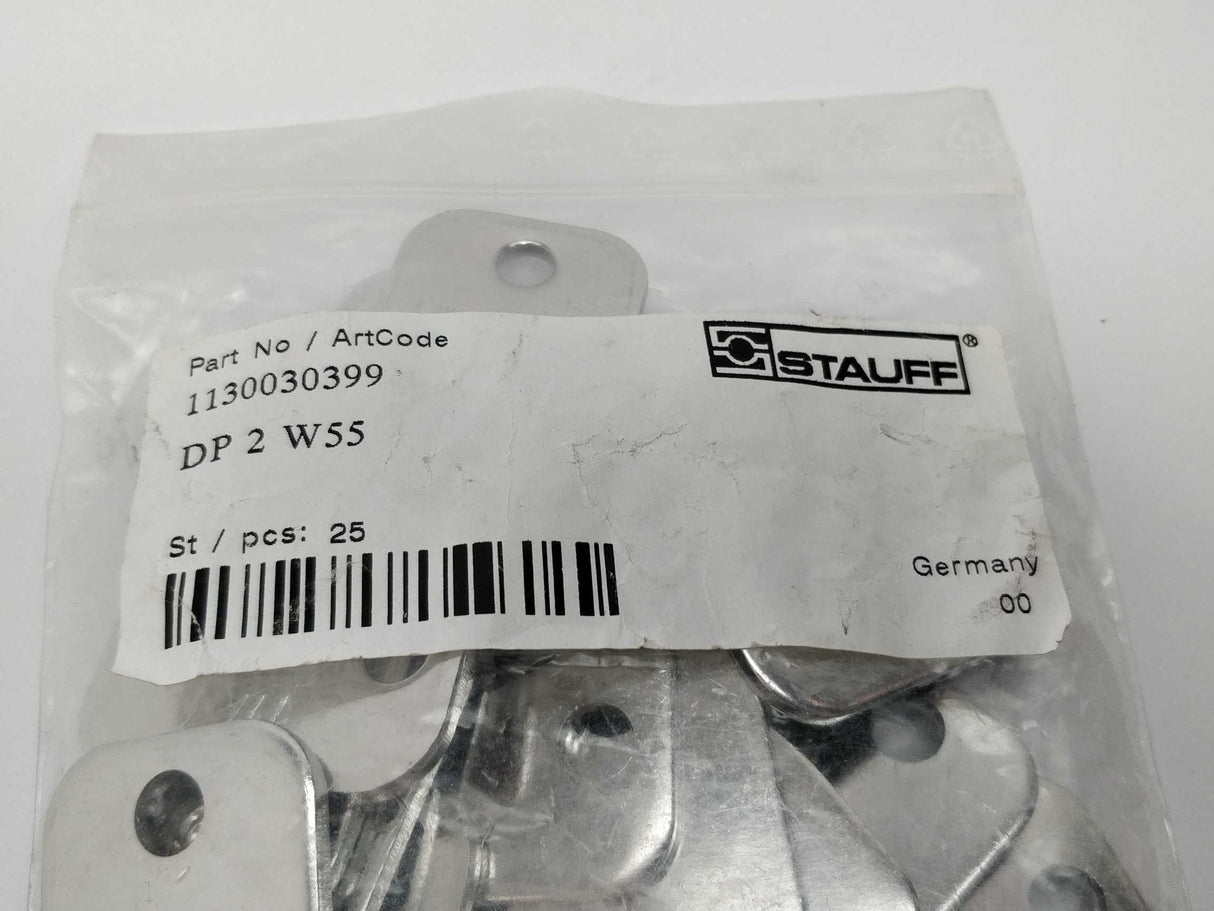 Part No / ArtCode
1130030399
DP 2 W55
STAUFF®
St / pcs: 25
Germany
00